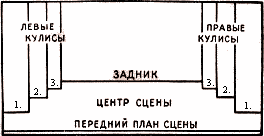 ЛЕВЫЕ
КУЛИСЫ
ПРАВЫЕ
КУЛИСЫ
ЗАДНИК
3.
3.
2.
2.
1.
1.
ЦЕНТР СЦЕНЫ
ПЕРЕДНИЙ ПЛАН СЦЕНЫ